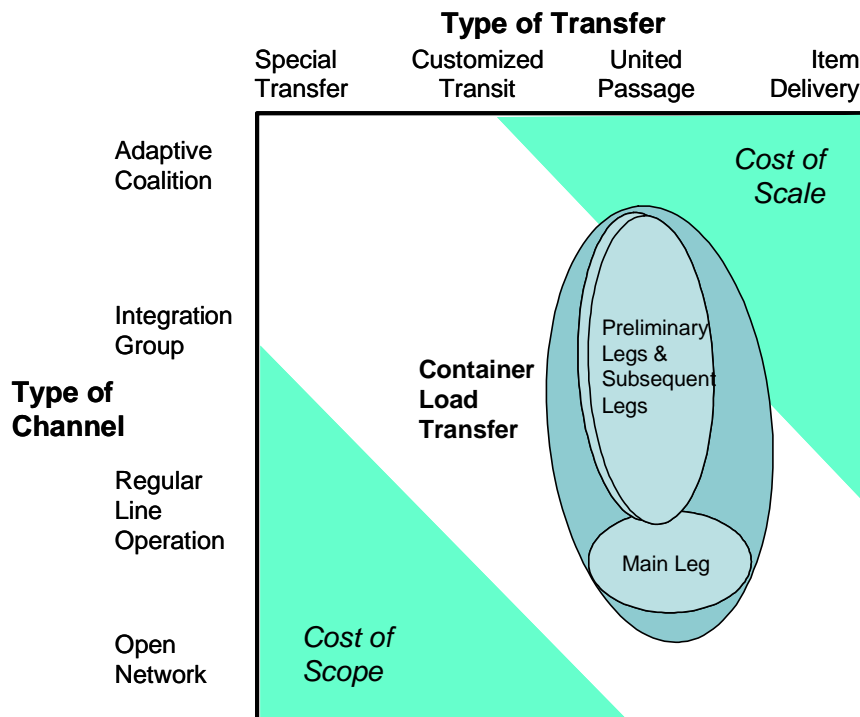 Type of Transfer
Special Customized United Item
Transfer Transit Passage Delivery
Adaptive
Coalition
Cost of
Scale
Integration
Group
Preliminary
Legs &
Subsequent
Legs
Container
Load
Transfer
Type of
Channel
Regular
Line
Operation
Main Leg
Open
Network
Cost of
Scope